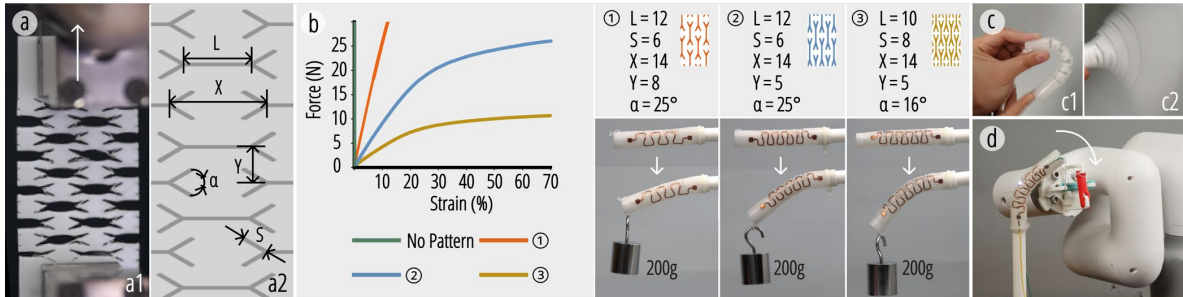 a
a1
L
X
Y
α
S
a2
b
Force (N)
25
20
15
10
5
0
10 20 30 40 50 60 70
Strain (%)
No Pattern ①
② ③
①
L = 12
S = 6
X = 14
Y = 8
α = 25°
②
L = 12
S = 6
X = 14
Y = 5
α = 25°
③
L = 10
S = 8
X = 14
Y = 5
α = 16°
200g
200g
200g
c
c1
c2
d